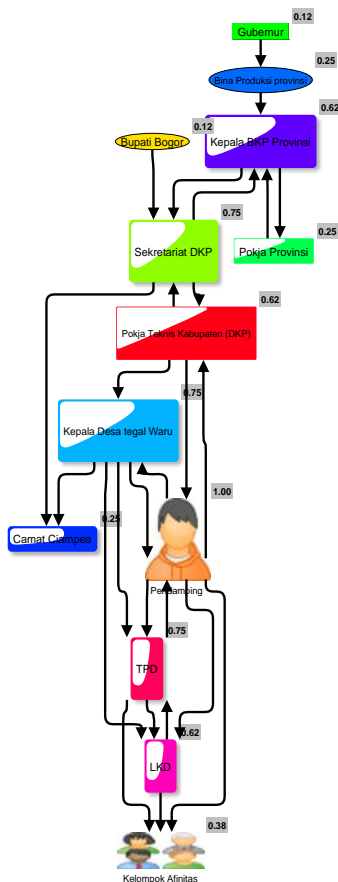 0.12
Gubernur
0.25
Bina Produksi provinsi
0.62
0.12
Bupati Bogor
Kepala BKP Provinsi
0.75
0.25
Sekretariat DKP
Pokja Provinsi
0.62
Pokja Teknis Kabupaten (DKP)
0.75
Kepala Desa tegal Waru
1.00
0.25
Camat Ciampea
Pendamping
0.75
TPD
0.62
LKD
0.38
Kelompok Afinitas